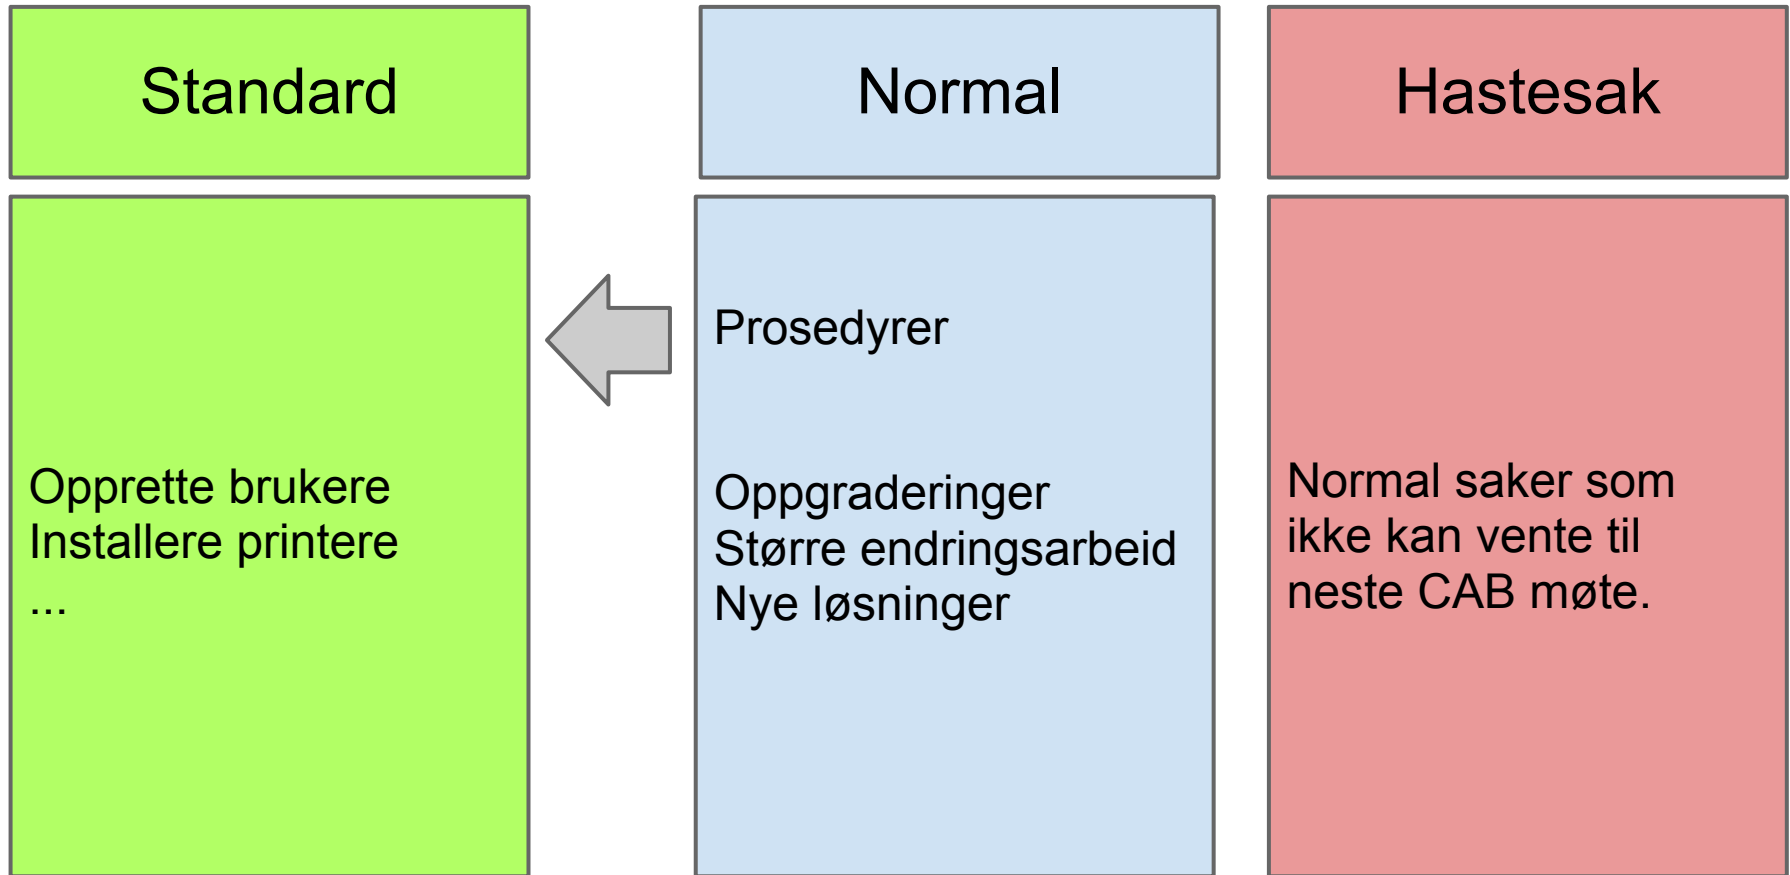 Standard
Normal
Hastesak
Opprette brukere
Installere printere
...
Prosedyrer
Oppgraderinger
Større endringsarbeid
Nye løsninger
Normal saker som
ikke kan vente til
neste CAB møte.